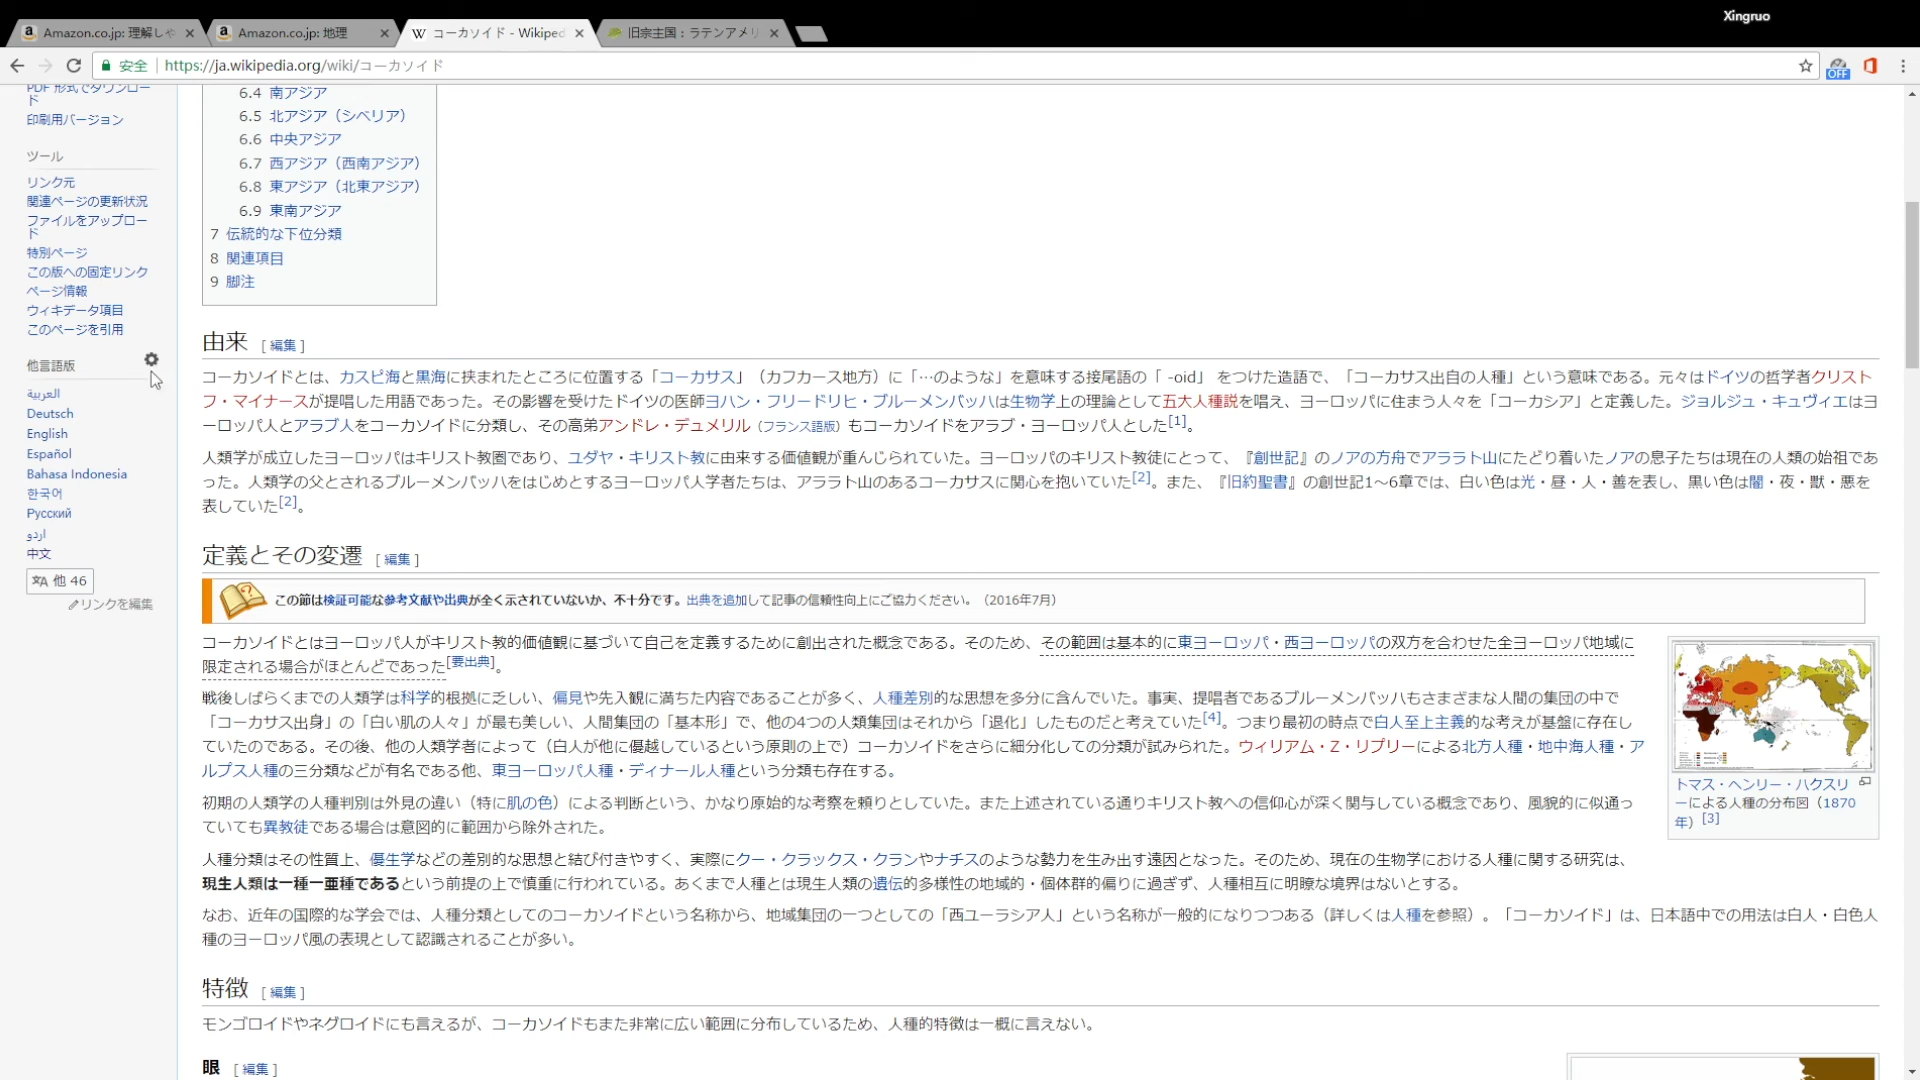 Xingruo
Amazon.co.jp: 理解しや
Amazon.co.jp: 地理
コーカソイド - Wikiped
旧宗主国：ラテンアメリ
安全
https://ja.wikipedia.org/wiki/コーカソイド
OFF
PDF 形式でダウンロー
ド
印刷用バージョン
ツール
リンク元
関連ページの更新状況
ファイルをアップロー
ド
特別ページ
この版への固定リンク
ページ情報
ウィキデータ項目
このページを引用
他言語版
العربية
Deutsch
English
Español
Bahasa Indonesia
한국어
Русский
اردو
中文
他 46
リンクを編集
6.4 南アジア
6.5 北アジア（シベリア）
6.6 中央アジア
6.7 西アジア（西南アジア）
6.8 東アジア（北東アジア）
6.9 東南アジア
7 伝統的な下位分類
8 関連項目
9 脚注
由来 [ 編集 ]
コーカソイドとは、カスピ海と黒海に挟まれたところに位置する「コーカサス」（カフカース地方）に「…のような」を意味する接尾語の「 -oid」 をつけた造語で、「コーカサス出自の人種」という意味である。元々はドイツの哲学者クリスト
フ・マイナースが提唱した用語であった。その影響を受けたドイツの医師ヨハン・フリードリヒ・ブルーメンバッハは生物学上の理論として五大人種説を唱え、ヨーロッパに住まう人々を「コーカシア」と定義した。ジョルジュ・キュヴィエはヨ
ーロッパ人とアラブ人をコーカソイドに分類し、その高弟アンドレ・デュメリル（フランス語版）もコーカソイドをアラブ・ヨーロッパ人とした[1]。
人類学が成立したヨーロッパはキリスト教圏であり、ユダヤ・キリスト教に由来する価値観が重んじられていた。ヨーロッパのキリスト教徒にとって、『創世記』のノアの方舟でアララト山にたどり着いたノアの息子たちは現在の人類の始祖であ
った。人類学の父とされるブルーメンバッハをはじめとするヨーロッパ人学者たちは、アララト山のあるコーカサスに関心を抱いていた[2]。また、『旧約聖書』の創世記1〜6章では、白い色は光・昼・人・善を表し、黒い色は闇・夜・獣・悪を
表していた[2]。
定義とその変遷 [ 編集 ]
この節は検証可能な参考文献や出典が全く示されていないか、不十分です。出典を追加して記事の信頼性向上にご協力ください。（2016年7月）
コーカソイドとはヨーロッパ人がキリスト教的価値観に基づいて自己を定義するために創出された概念である。そのため、その範囲は基本的に東ヨーロッパ・西ヨーロッパの双方を合わせた全ヨーロッパ地域に
限定される場合がほとんどであった[要出典]。
戦後しばらくまでの人類学は科学的根拠に乏しい、偏見や先入観に満ちた内容であることが多く、人種差別的な思想を多分に含んでいた。事実、提唱者であるブルーメンバッハもさまざまな人間の集団の中で
「コーカサス出身」の「白い肌の人々」が最も美しい、人間集団の「基本形」で、他の4つの人類集団はそれから「退化」したものだと考えていた[4]。つまり最初の時点で白人至上主義的な考えが基盤に存在し
ていたのである。その後、他の人類学者によって（白人が他に優越しているという原則の上で）コーカソイドをさらに細分化しての分類が試みられた。ウィリアム・Z・リプリーによる北方人種・地中海人種・ア
ルプス人種の三分類などが有名である他、東ヨーロッパ人種・ディナール人種という分類も存在する。
初期の人類学の人種判別は外見の違い（特に肌の色）による判断という、かなり原始的な考察を頼りとしていた。また上述されている通りキリスト教への信仰心が深く関与している概念であり、風貌的に似通っ
ていても異教徒である場合は意図的に範囲から除外された。
人種分類はその性質上、優生学などの差別的な思想と結び付きやすく、実際にクー・クラックス・クランやナチスのような勢力を生み出す遠因となった。そのため、現在の生物学における人種に関する研究は、
現生人類は一種一亜種であるという前提の上で慎重に行われている。あくまで人種とは現生人類の遺伝的多様性の地域的・個体群的偏りに過ぎず、人種相互に明瞭な境界はないとする。
なお、近年の国際的な学会では、人種分類としてのコーカソイドという名称から、地域集団の一つとしての「西ユーラシア人」という名称が一般的になりつつある（詳しくは人種を参照）。「コーカソイド」は、日本語中での用法は白人・白色人
種のヨーロッパ風の表現として認識されることが多い。
トマス・ヘンリー・ハクスリ
ーによる人種の分布図（1870
年）[3]
特徴 [ 編集 ]
モンゴロイドやネグロイドにも言えるが、コーカソイドもまた非常に広い範囲に分布しているため、人種的特徴は一概に言えない。
眼 [ 編集 ]